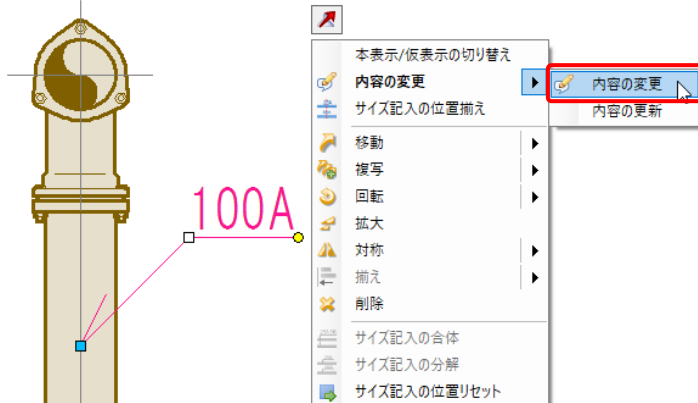 本表示/仮表示の切り替え
内容の変更
内容の変更
サイズ記入の位置揃え
内容の更新
移動
複写
回転
100A
拡大
対称
揃え
削除
サイズ記入の合体
サイズ記入の分解
サイズ記入の位置リセット